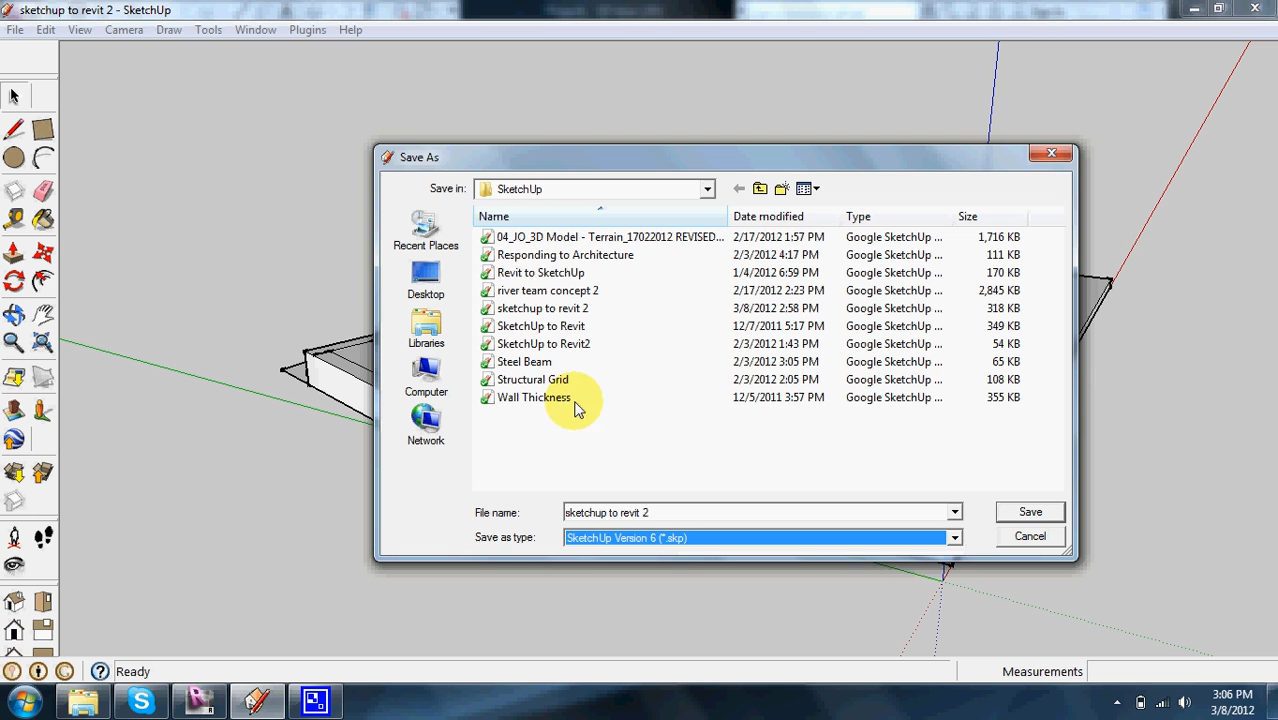 sketchup to revit 2 - SketchUp
File Edit View Camera Draw Tools Window Plugins Help
Save As
Save in: SketchUp
Name Date modified Type Size
04_JO_3D Model - Terrain_17022012 REVISED... 2/17/2012 1:57 PM Google SketchUp ... 1,716 KB
Responding to Architecture 2/3/2012 4:17 PM Google SketchUp ... 111 KB
Revit to SketchUp 1/4/2012 6:59 PM Google SketchUp ... 170 KB
river team concept 2 2/17/2012 2:23 PM Google SketchUp ... 2,845 KB
sketchup to revit 2 3/8/2012 2:58 PM Google SketchUp ... 318 KB
SketchUp to Revit 12/7/2011 5:17 PM Google SketchUp ... 349 KB
SketchUp to Revit2 2/3/2012 1:43 PM Google SketchUp ... 54 KB
Steel Beam 2/3/2012 3:05 PM Google SketchUp ... 65 KB
Structural Grid 2/3/2012 2:05 PM Google SketchUp ... 108 KB
Wall Thickness 12/5/2011 3:57 PM Google SketchUp ... 355 KB
Recent Places
Desktop
Libraries
Computer
Network
File name: sketchup to revit 2 Save
Save as type: SketchUp Version 6 (*.skp) Cancel
Ready Measurements
3:06 PM
3/8/2012